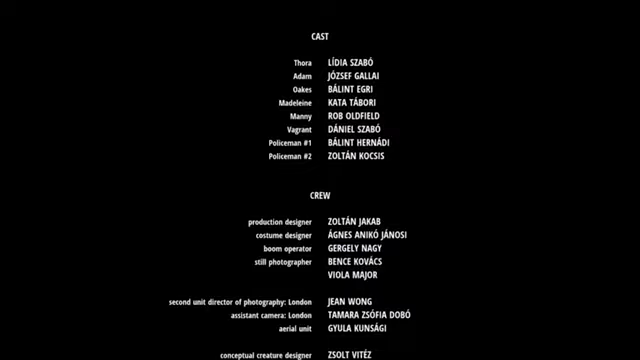 CAST
Thora LÍDIA SZABÓ
Adam JÓZSEF GALLAI
Oakes BÁLINT EGRI
Madeleine KATA TÁBORI
Manny ROB OLDFIELD
Vagrant DÁNIEL SZABÓ
Policeman #1 BÁLINT HERNÁDI
Policeman #2 ZOLTÁN KOCSIS
CREW
production designer ZOLTÁN JAKAB
costume designer ÁGNES ANIKÓ JÁNOSI
boom operator GERGELY NAGY
still photographer BENCE KOVÁCS
VIOLA MAJOR
second unit director of photography: London JEAN WONG
assistant camera: London TAMARA ZSÓFIA DOBÓ
aerial unit GYULA KUNSÁGI
conceptual creature designer ZSOLT VITÉZ